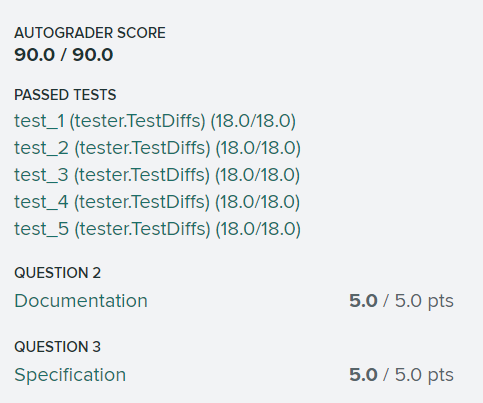 AUTOGRADER SCORE
90.0 / 90.0
PASSED TESTS
test_1 (tester.TestDiffs) (18.0/18.0)
test_2 (tester.TestDiffs) (18.0/18.0)
test_3 (tester.TestDiffs) (18.0/18.0)
test_4 (tester.TestDiffs) (18.0/18.0)
test_5 (tester.TestDiffs) (18.0/18.0)
QUESTION 2
Documentation 5.0 / 5.0 pts
QUESTION 3
Specification 5.0 / 5.0 pts